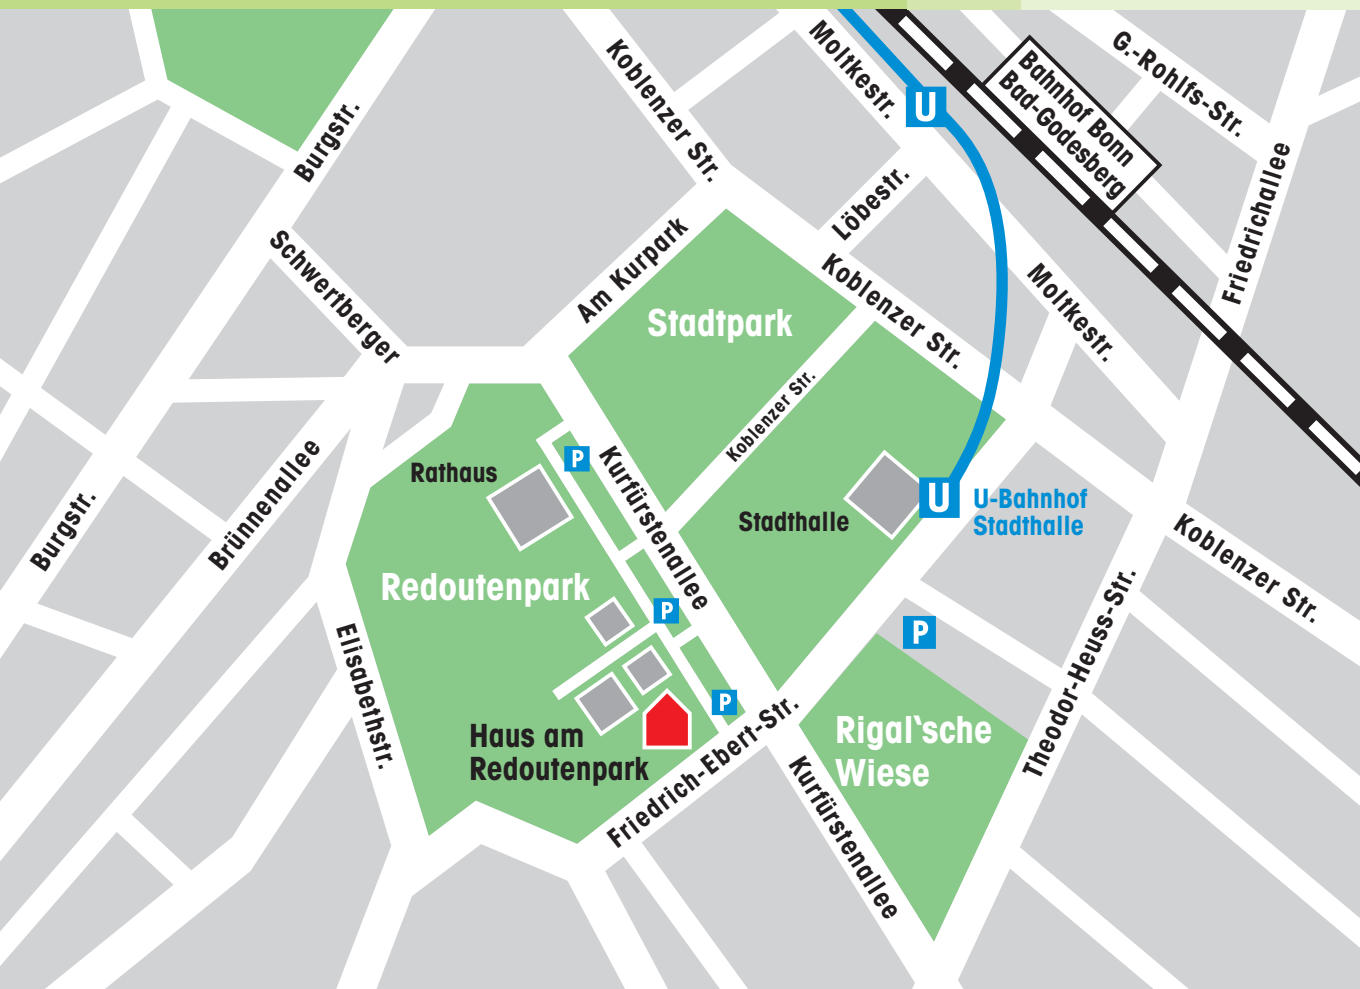 Moltkestr.
G.-Rohlfs-Str.
Koblenzer Str.
Bahnhof Bonn
Bad-Godesberg
U
Burgstr.
Friedrichallee
Löbestr.
Am Kurpark
Schwertberger
Koblenzer Str.
Moltkestr.
Stadtpark
Koblenzer Str.
Rathaus
P
Kurfürstenallee
Brünnenallee
Burgstr.
Stadthalle
U
U-Bahnhof
Stadthalle
Koblenzer Str.
Redoutenpark
P
P
Theodor-Heuss-Str.
Elisabethstr.
P
Haus am
Redoutenpark
Friedrich-Ebert-Str.
Rigal‘sche
Wiese
Kurfürstenallee